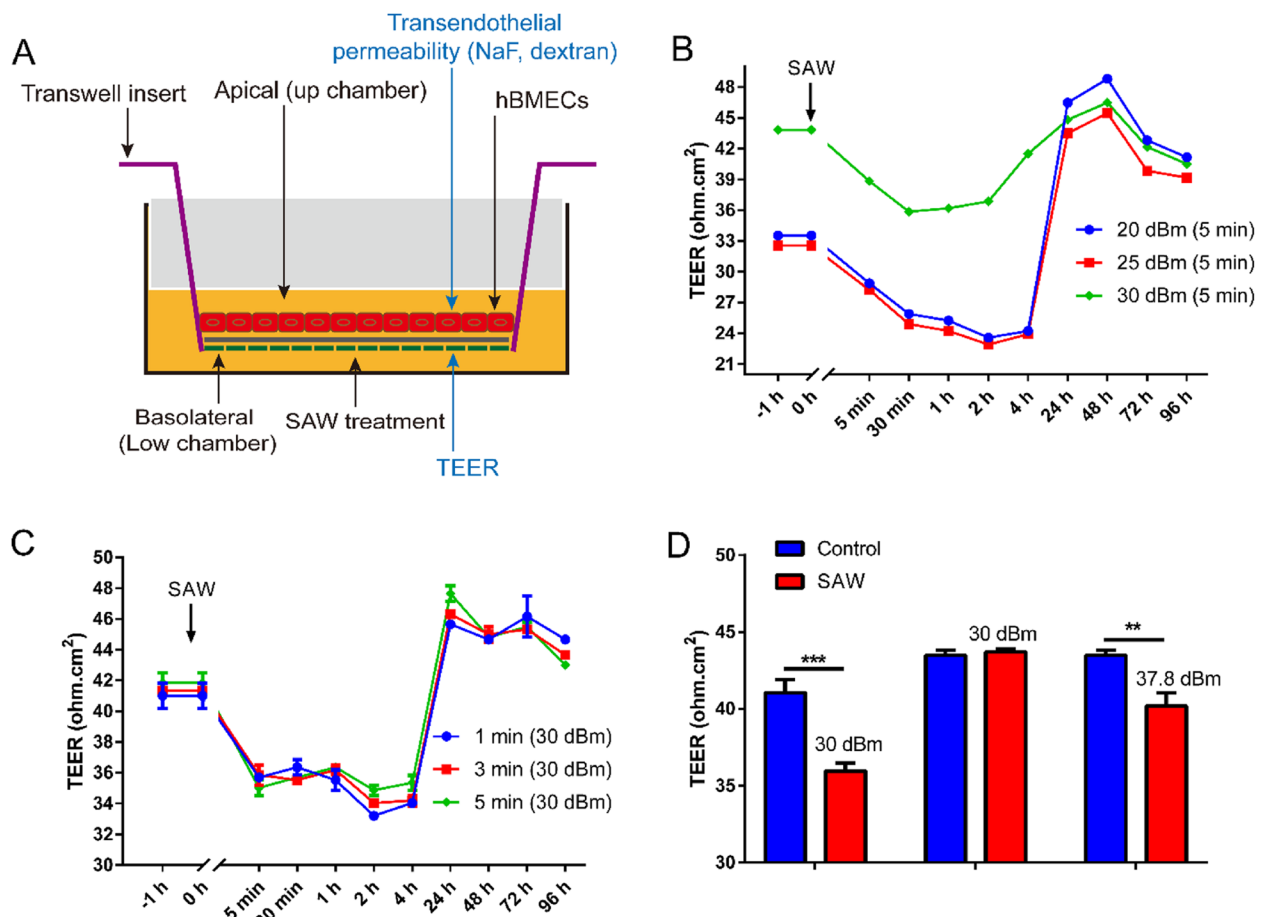 A
Transendothelial
permeability (NaF, dextran)
Transwell insert
Apical (up chamber)
hBMECs
Basolateral
(Low chamber)
SAW treatment
TEER
B
SAW
TEER (ohm.cm²)
45
42
39
36
33
30
27
24
21
20 dBm (5 min)
25 dBm (5 min)
30 dBm (5 min)
-1 h
0 h
5 min
30 min
1 h
2 h
4 h
24 h
48 h
72 h
96 h
C
SAW
TEER (ohm.cm²)
50
48
46
44
42
40
38
36
34
32
30
1 min (30 dBm)
3 min (30 dBm)
5 min (30 dBm)
-1 h
0 h
5 min
1 h
2 h
4 h
24 h
48 h
72 h
96 h
D
Control
SAW
TEER (ohm.cm²)
50
45
40
35
30
***
30 dBm
30 dBm
**
37.8 dBm